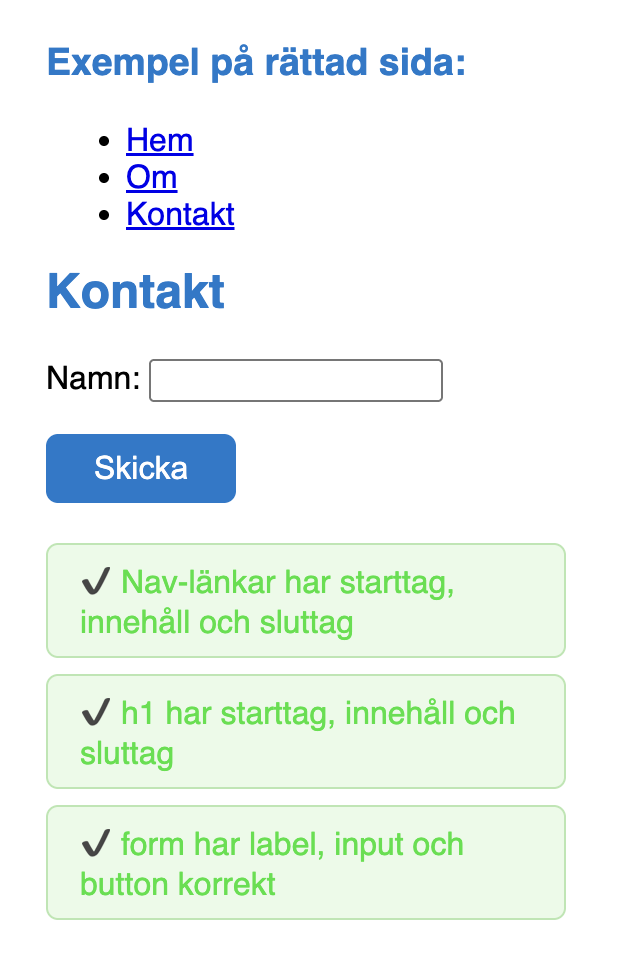 Exempel på rättad sida:
• Hem
• Om
• Kontakt
Kontakt
Namn:
Skicka
✔ Nav-länkar har starttag,
innehåll och sluttag
✔ h1 har starttag, innehåll och
sluttag
✔ form har label, input och
button korrekt